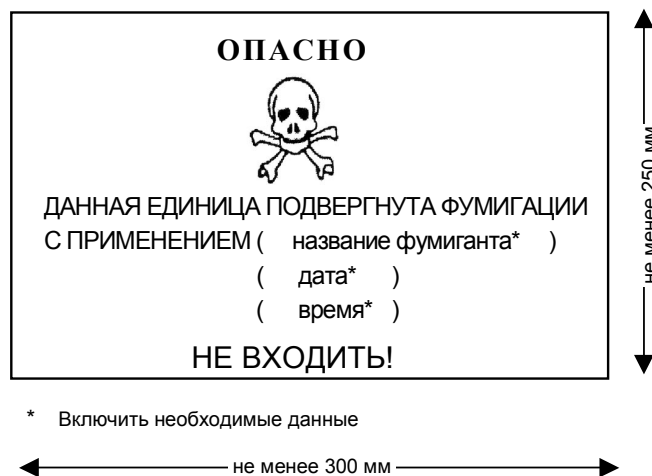 ОПАСНО
ДАННАЯ ЕДИНИЦА ПОДВЕРГНУТА ФУМИГАЦИИ
С ПРИМЕНЕНИЕМ ( название фумиганта* )
( дата* )
( время* )
НЕ ВХОДИТЬ!
не менее 250 мм
* Включить необходимые данные
не менее 300 мм